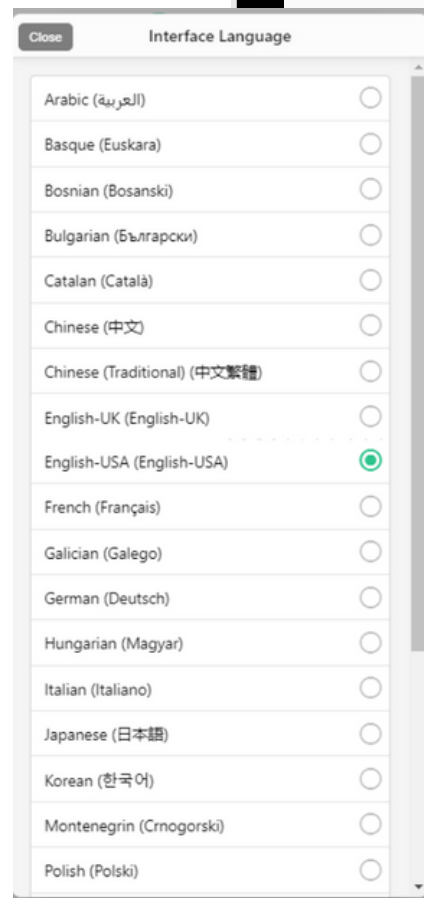 Close Interface Language
Arabic (العربية)
Basque (Euskara)
Bosnian (Bosanski)
Bulgarian (Български)
Catalan (Català)
Chinese (中文)
Chinese (Traditional) (中文繁體)
English-UK (English-UK)
English-USA (English-USA)
French (Français)
Galician (Galego)
German (Deutsch)
Hungarian (Magyar)
Italian (Italiano)
Japanese (日本語)
Korean (한국어)
Montenegrin (Crnogorski)
Polish (Polski)